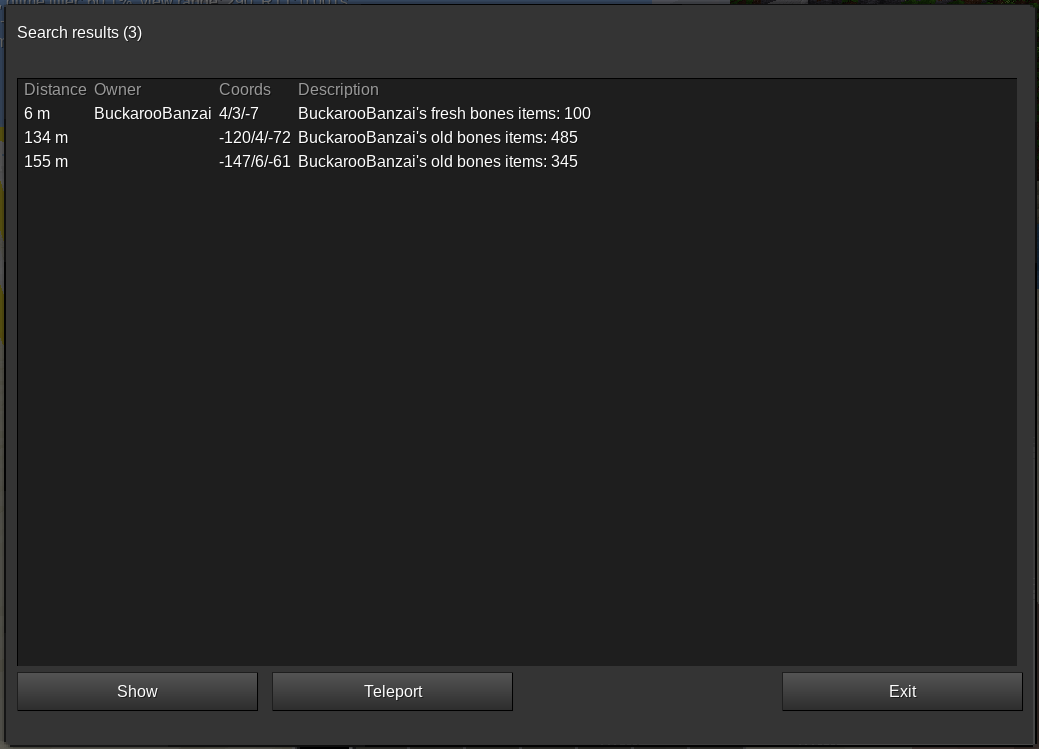 Search results (3)
Distance Owner Coords Description
6 m BuckarooBanzai 4/3/-7 BuckarooBanzai's fresh bones items: 100
134 m -120/4/-72 BuckarooBanzai's old bones items: 485
155 m -147/6/-61 BuckarooBanzai's old bones items: 345
Show Teleport Exit